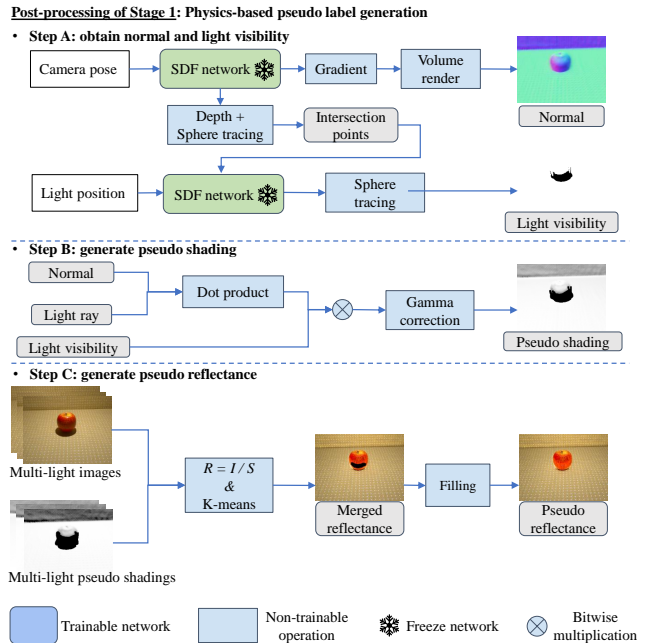 Post-processing of Stage 1: Physics-based pseudo label generation
• Step A: obtain normal and light visibility
Camera pose
SDF network
Gradient
Volume
render
Normal
Depth +
Sphere tracing
Intersection
points
Light position
SDF network
Sphere
tracing
Light visibility
• Step B: generate pseudo shading
Normal
Light ray
Light visibility
Dot product
Gamma
correction
Pseudo shading
• Step C: generate pseudo reflectance
Multi-light images
Multi-light pseudo shadings
R = I / S
&
K-means
Merged
reflectance
Filling
Pseudo
reflectance
Trainable network
Non-trainable
operation
Freeze network
Bitwise
multiplication